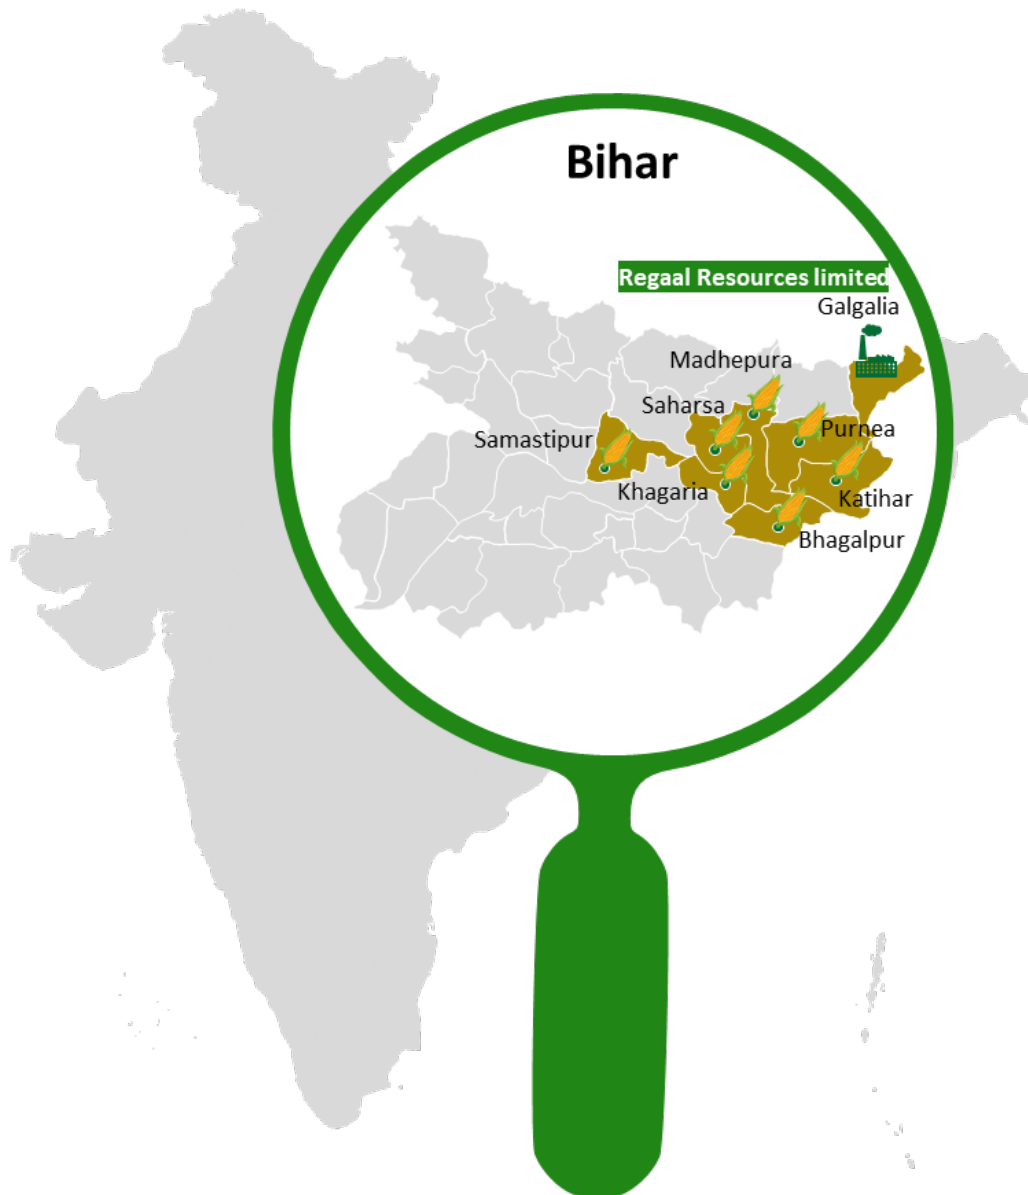 Bihar
Regaal Resources limited
Galgalia
Madhepura
Saharsa
Purnea
Samastipur
Khagaria
Katihar
Bhagalpur